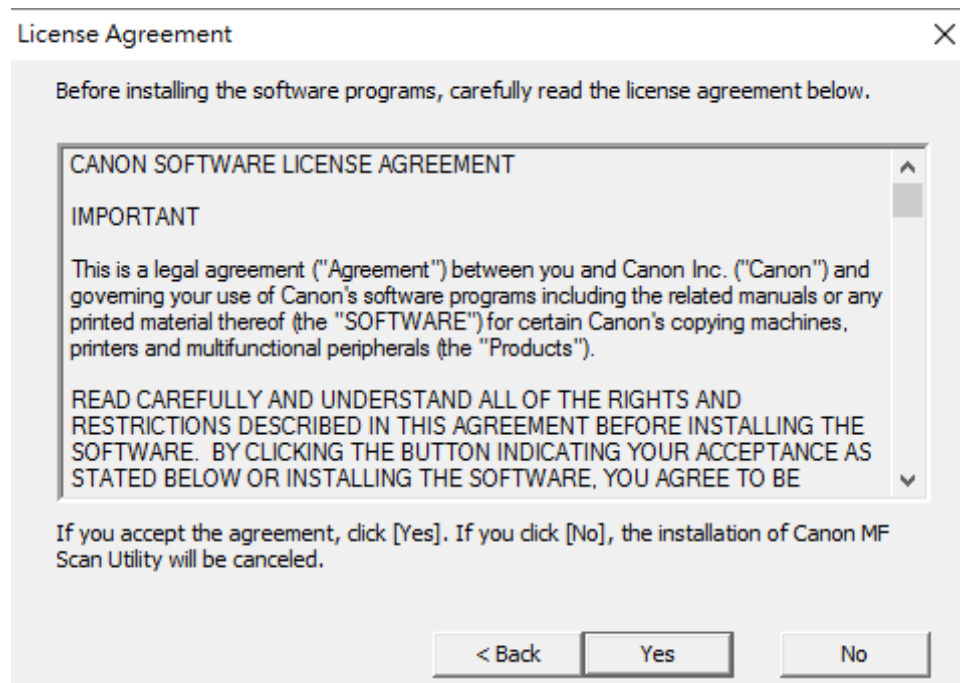 License Agreement
Before installing the software programs, carefully read the license agreement below.
CANON SOFTWARE LICENSE AGREEMENT
IMPORTANT
This is a legal agreement ("Agreement") between you and Canon Inc. ("Canon") and
governing your use of Canon's software programs including the related manuals or any
printed material thereof (the "SOFTWARE") for certain Canon's copying machines,
printers and multifunctional peripherals (the "Products").
READ CAREFULLY AND UNDERSTAND ALL OF THE RIGHTS AND
RESTRICTIONS DESCRIBED IN THIS AGREEMENT BEFORE INSTALLING THE
SOFTWARE.  BY CLICKING THE BUTTON INDICATING YOUR ACCEPTANCE AS
STATED BELOW OR INSTALLING THE SOFTWARE, YOU AGREE TO BE
If you accept the agreement, click [Yes]. If you click [No], the installation of Canon MF
Scan Utility will be canceled.
< Back
Yes
No